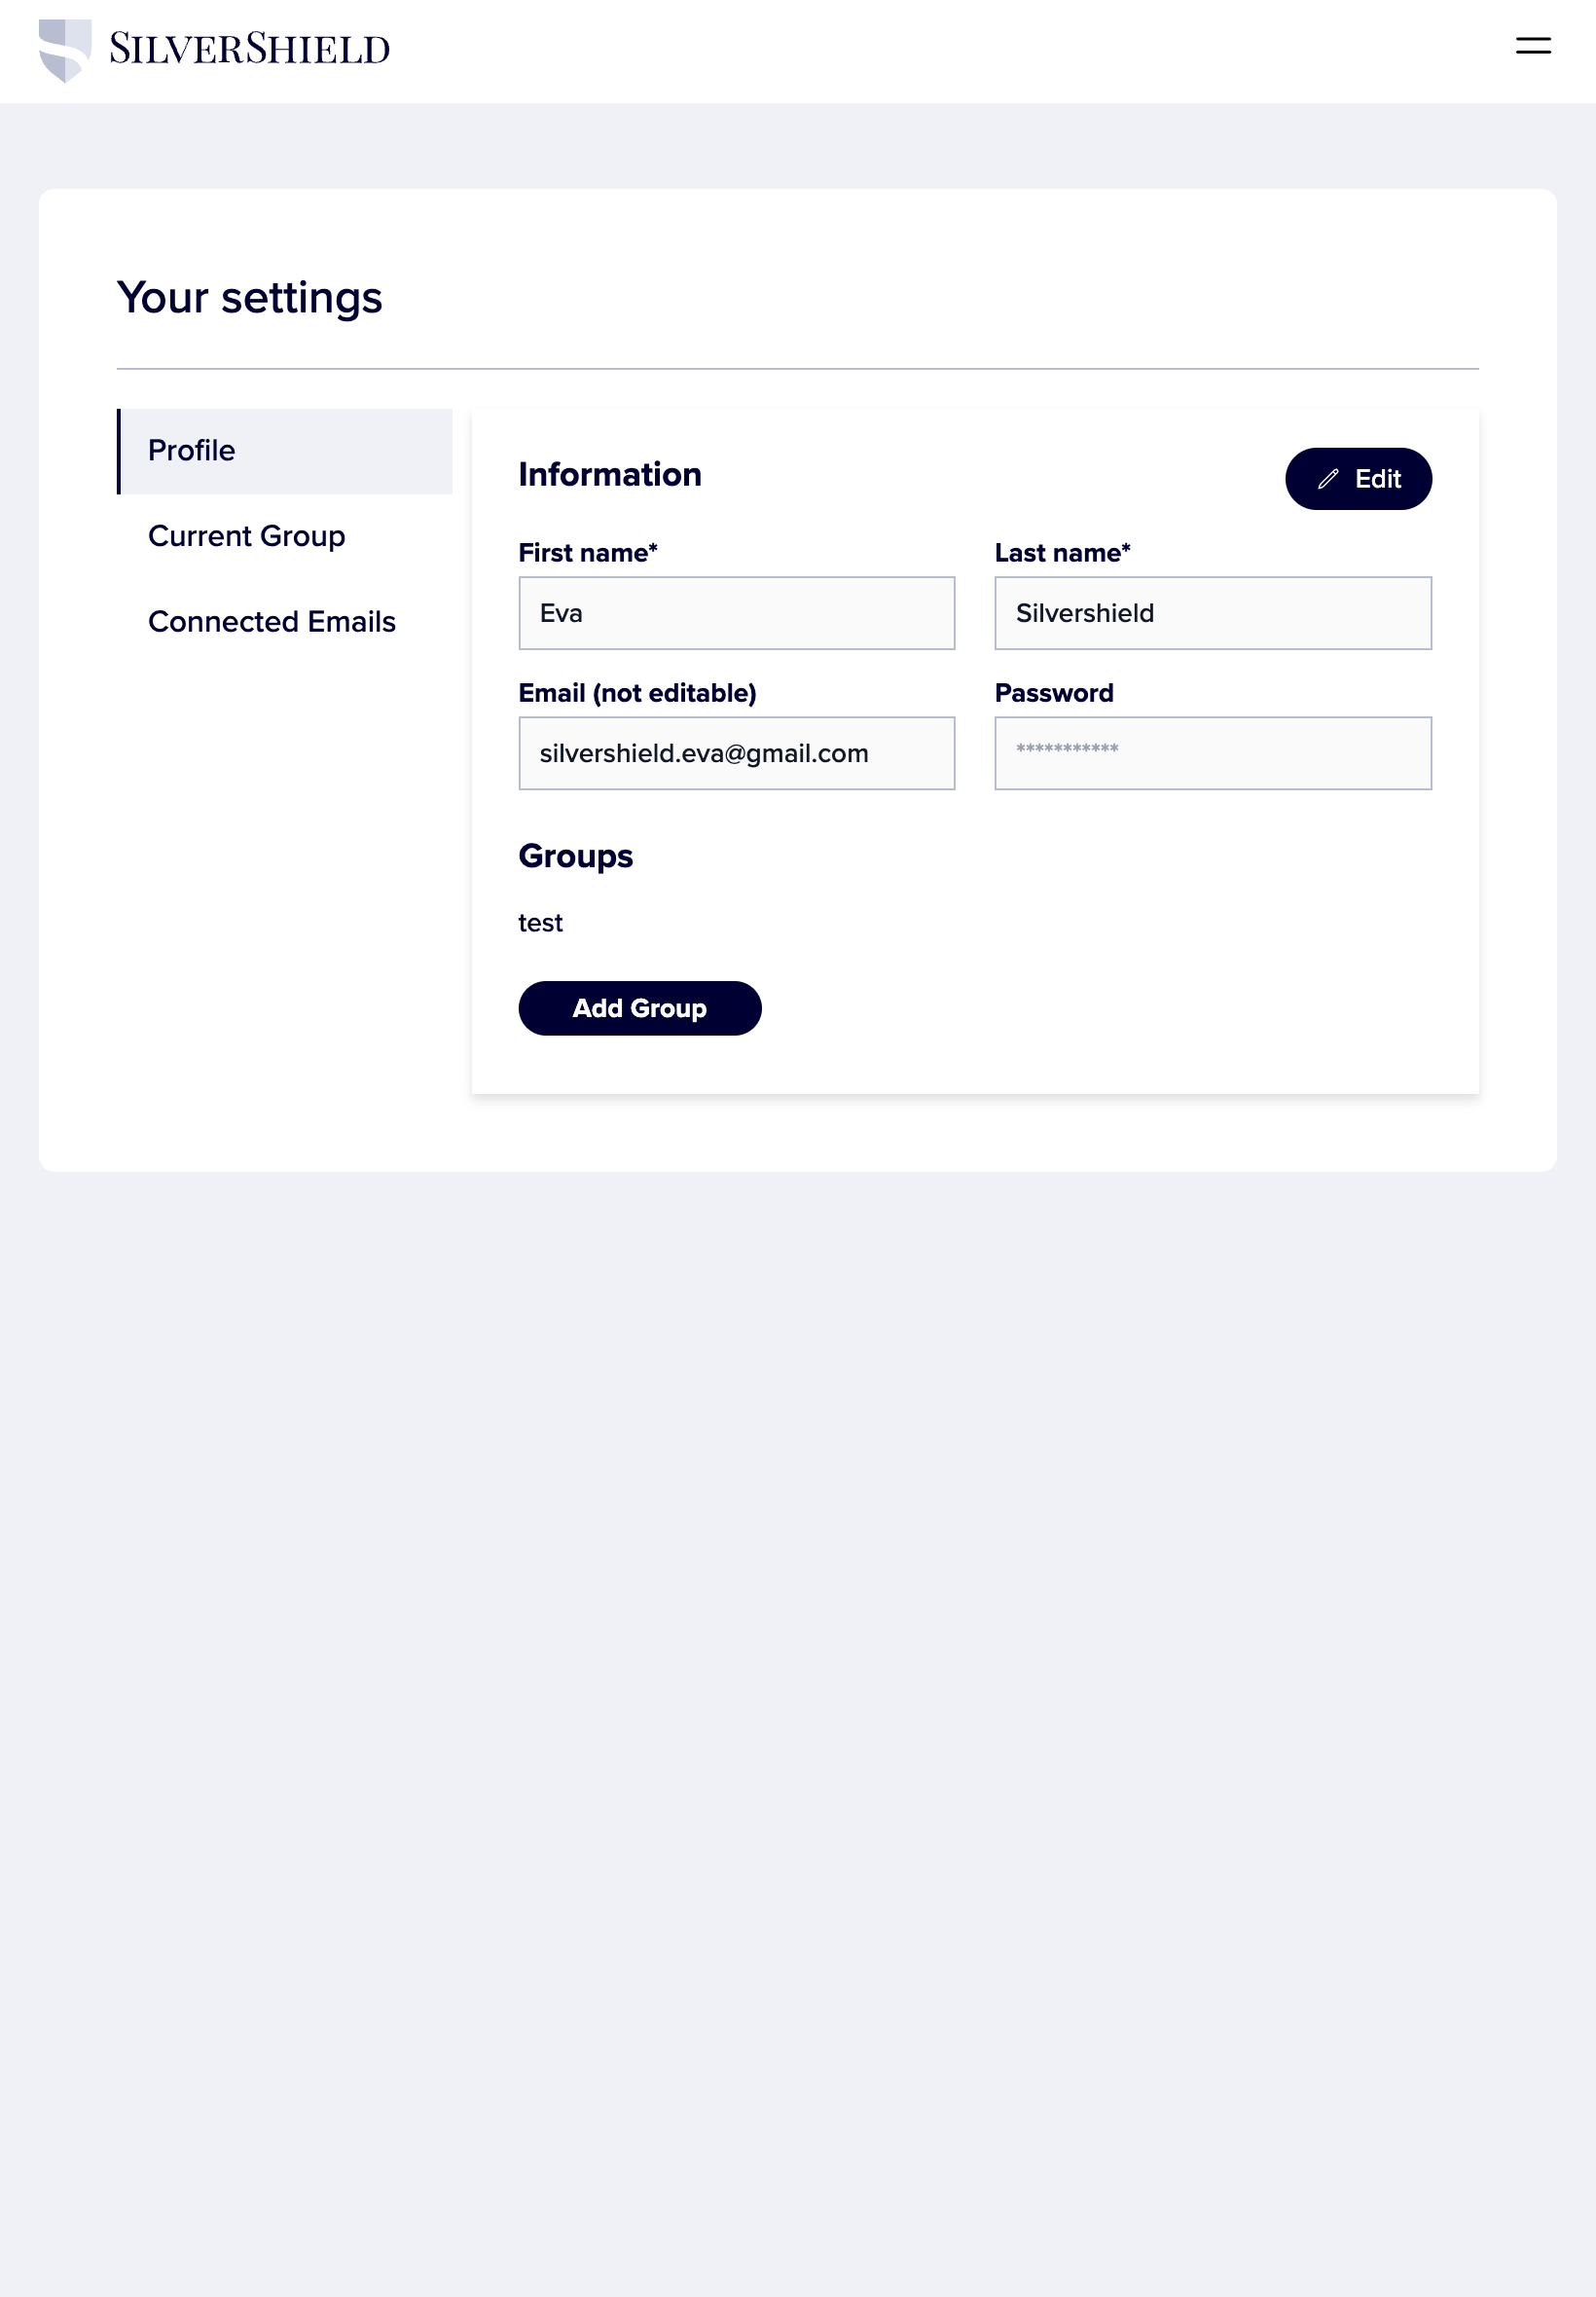 SILVERSHIELD
Your settings
Profile
Current Group
Connected Emails
Information
Edit
First name*
Last name*
Eva
Silvershield
Email (not editable)
Password
silvershield.eva@gmail.com
***********
Groups
test
Add Group